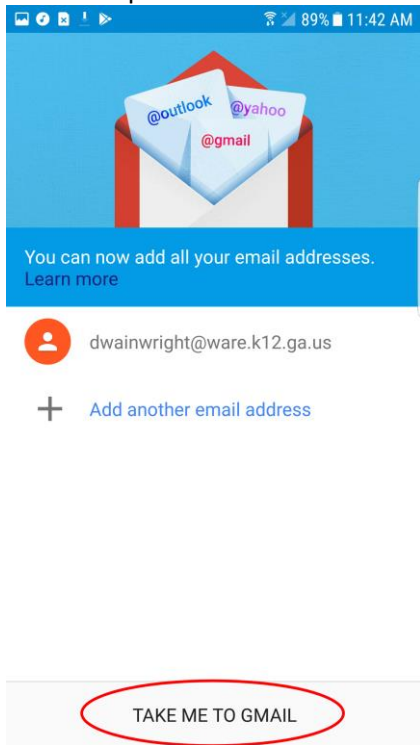 89% 11:42 AM
@outlook
@yahoo
@gmail
You can now add all your email addresses.
Learn more
dwainwright@ware.k12.ga.us
Add another email address
TAKE ME TO GMAIL